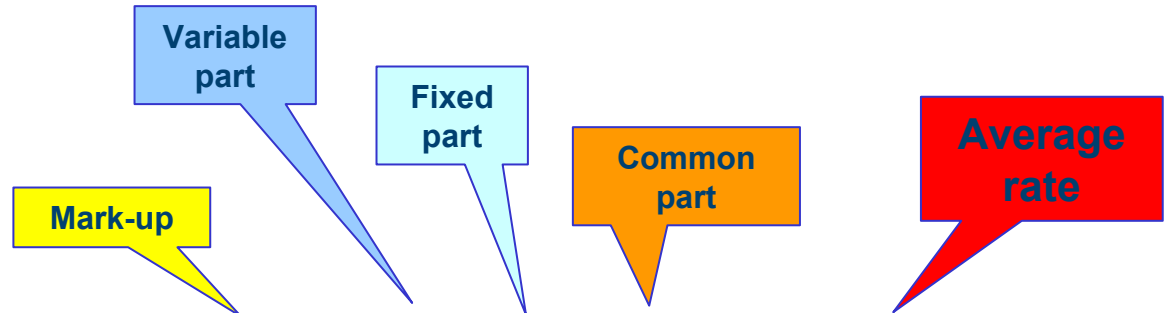 Mark-up
Variable
part
Fixed
part
Common
part
Average
rate